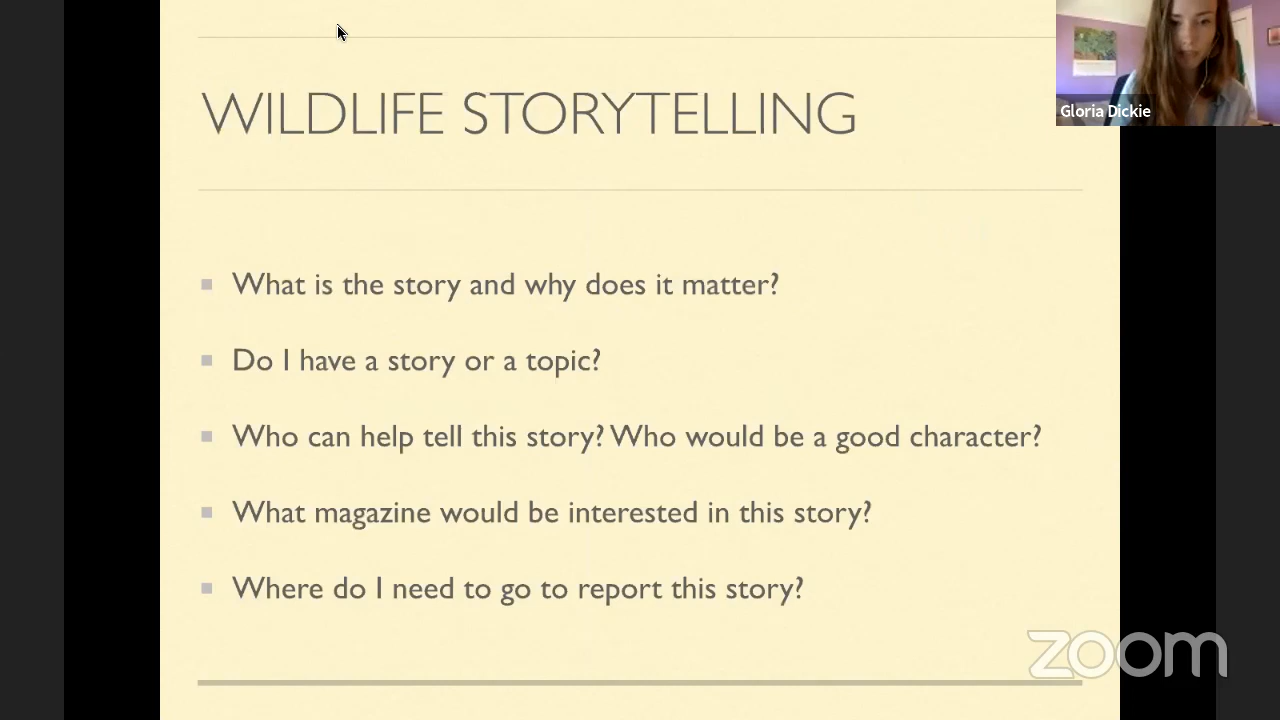 WILDLIFE STORYTELLING
Gloria Dickie
What is the story and why does it matter?
Do I have a story or a topic?
Who can help tell this story? Who would be a good character?
What magazine would be interested in this story?
Where do I need to go to report this story?
zoom